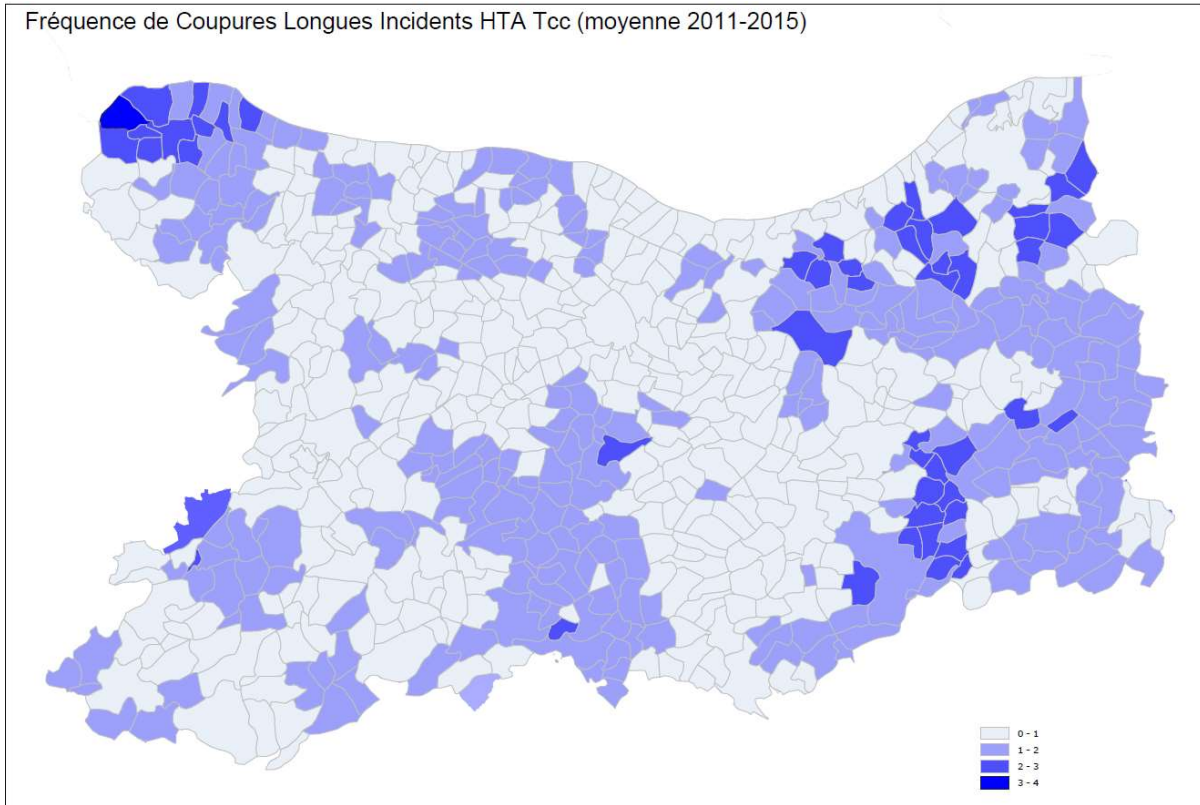 Fréquence de Coupures Longues Incidents HTA Tcc (moyenne 2011-2015)
0 - 1
1 - 2
2 - 3
3 - 4